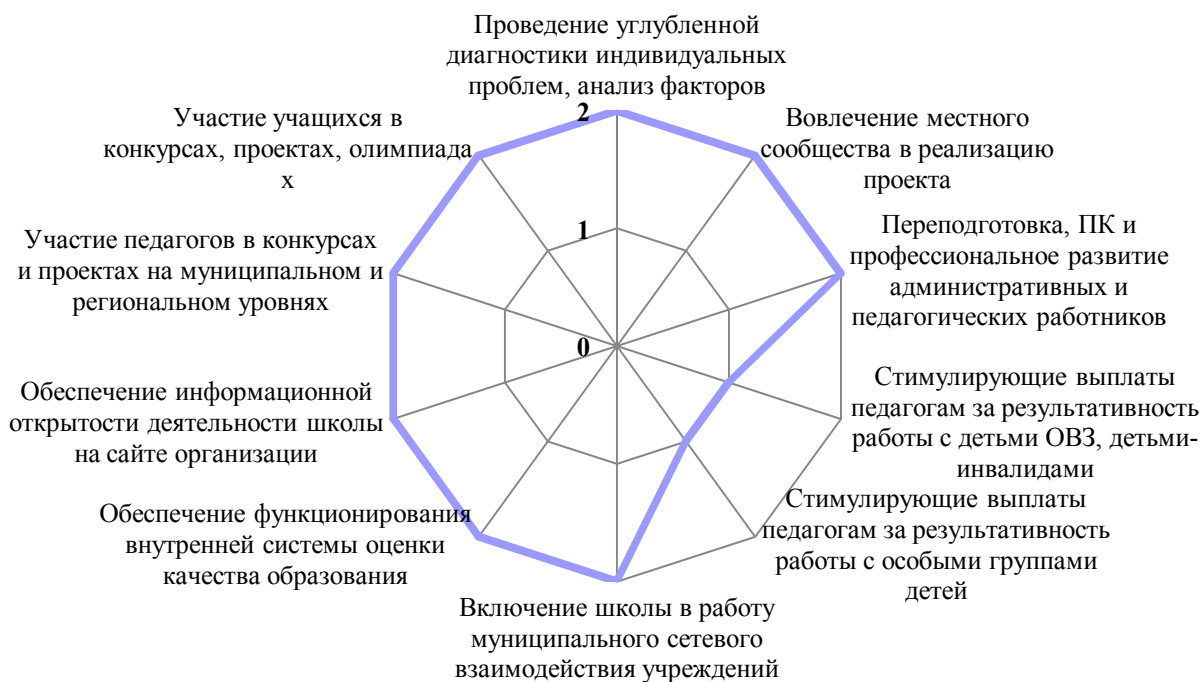 Проведение углубленной
диагностики индивидуальных
проблем, анализ факторов
2
1
0
Вовлечение местного
сообщества в реализацию
проекта
Переподготовка, ПК и
профессиональное развитие
административных и
педагогических работников
Стимулирующие выплаты
педагогам за результативность
работы с детьми ОВЗ, детьми-
инвалидами
Стимулирующие выплаты
педагогам за результативность
работы с особыми группами
детей
Включение школы в работу
муниципального сетевого
взаимодействия учреждений
Обеспечение функционирования
внутренней системы оценки
качества образования
Обеспечение информационной
открытости деятельности школы
на сайте организации
Участие педагогов в конкурсах
и проектах на муниципальном и
региональном уровнях
Участие учащихся в
конкурсах, проектах, олимпиада
х